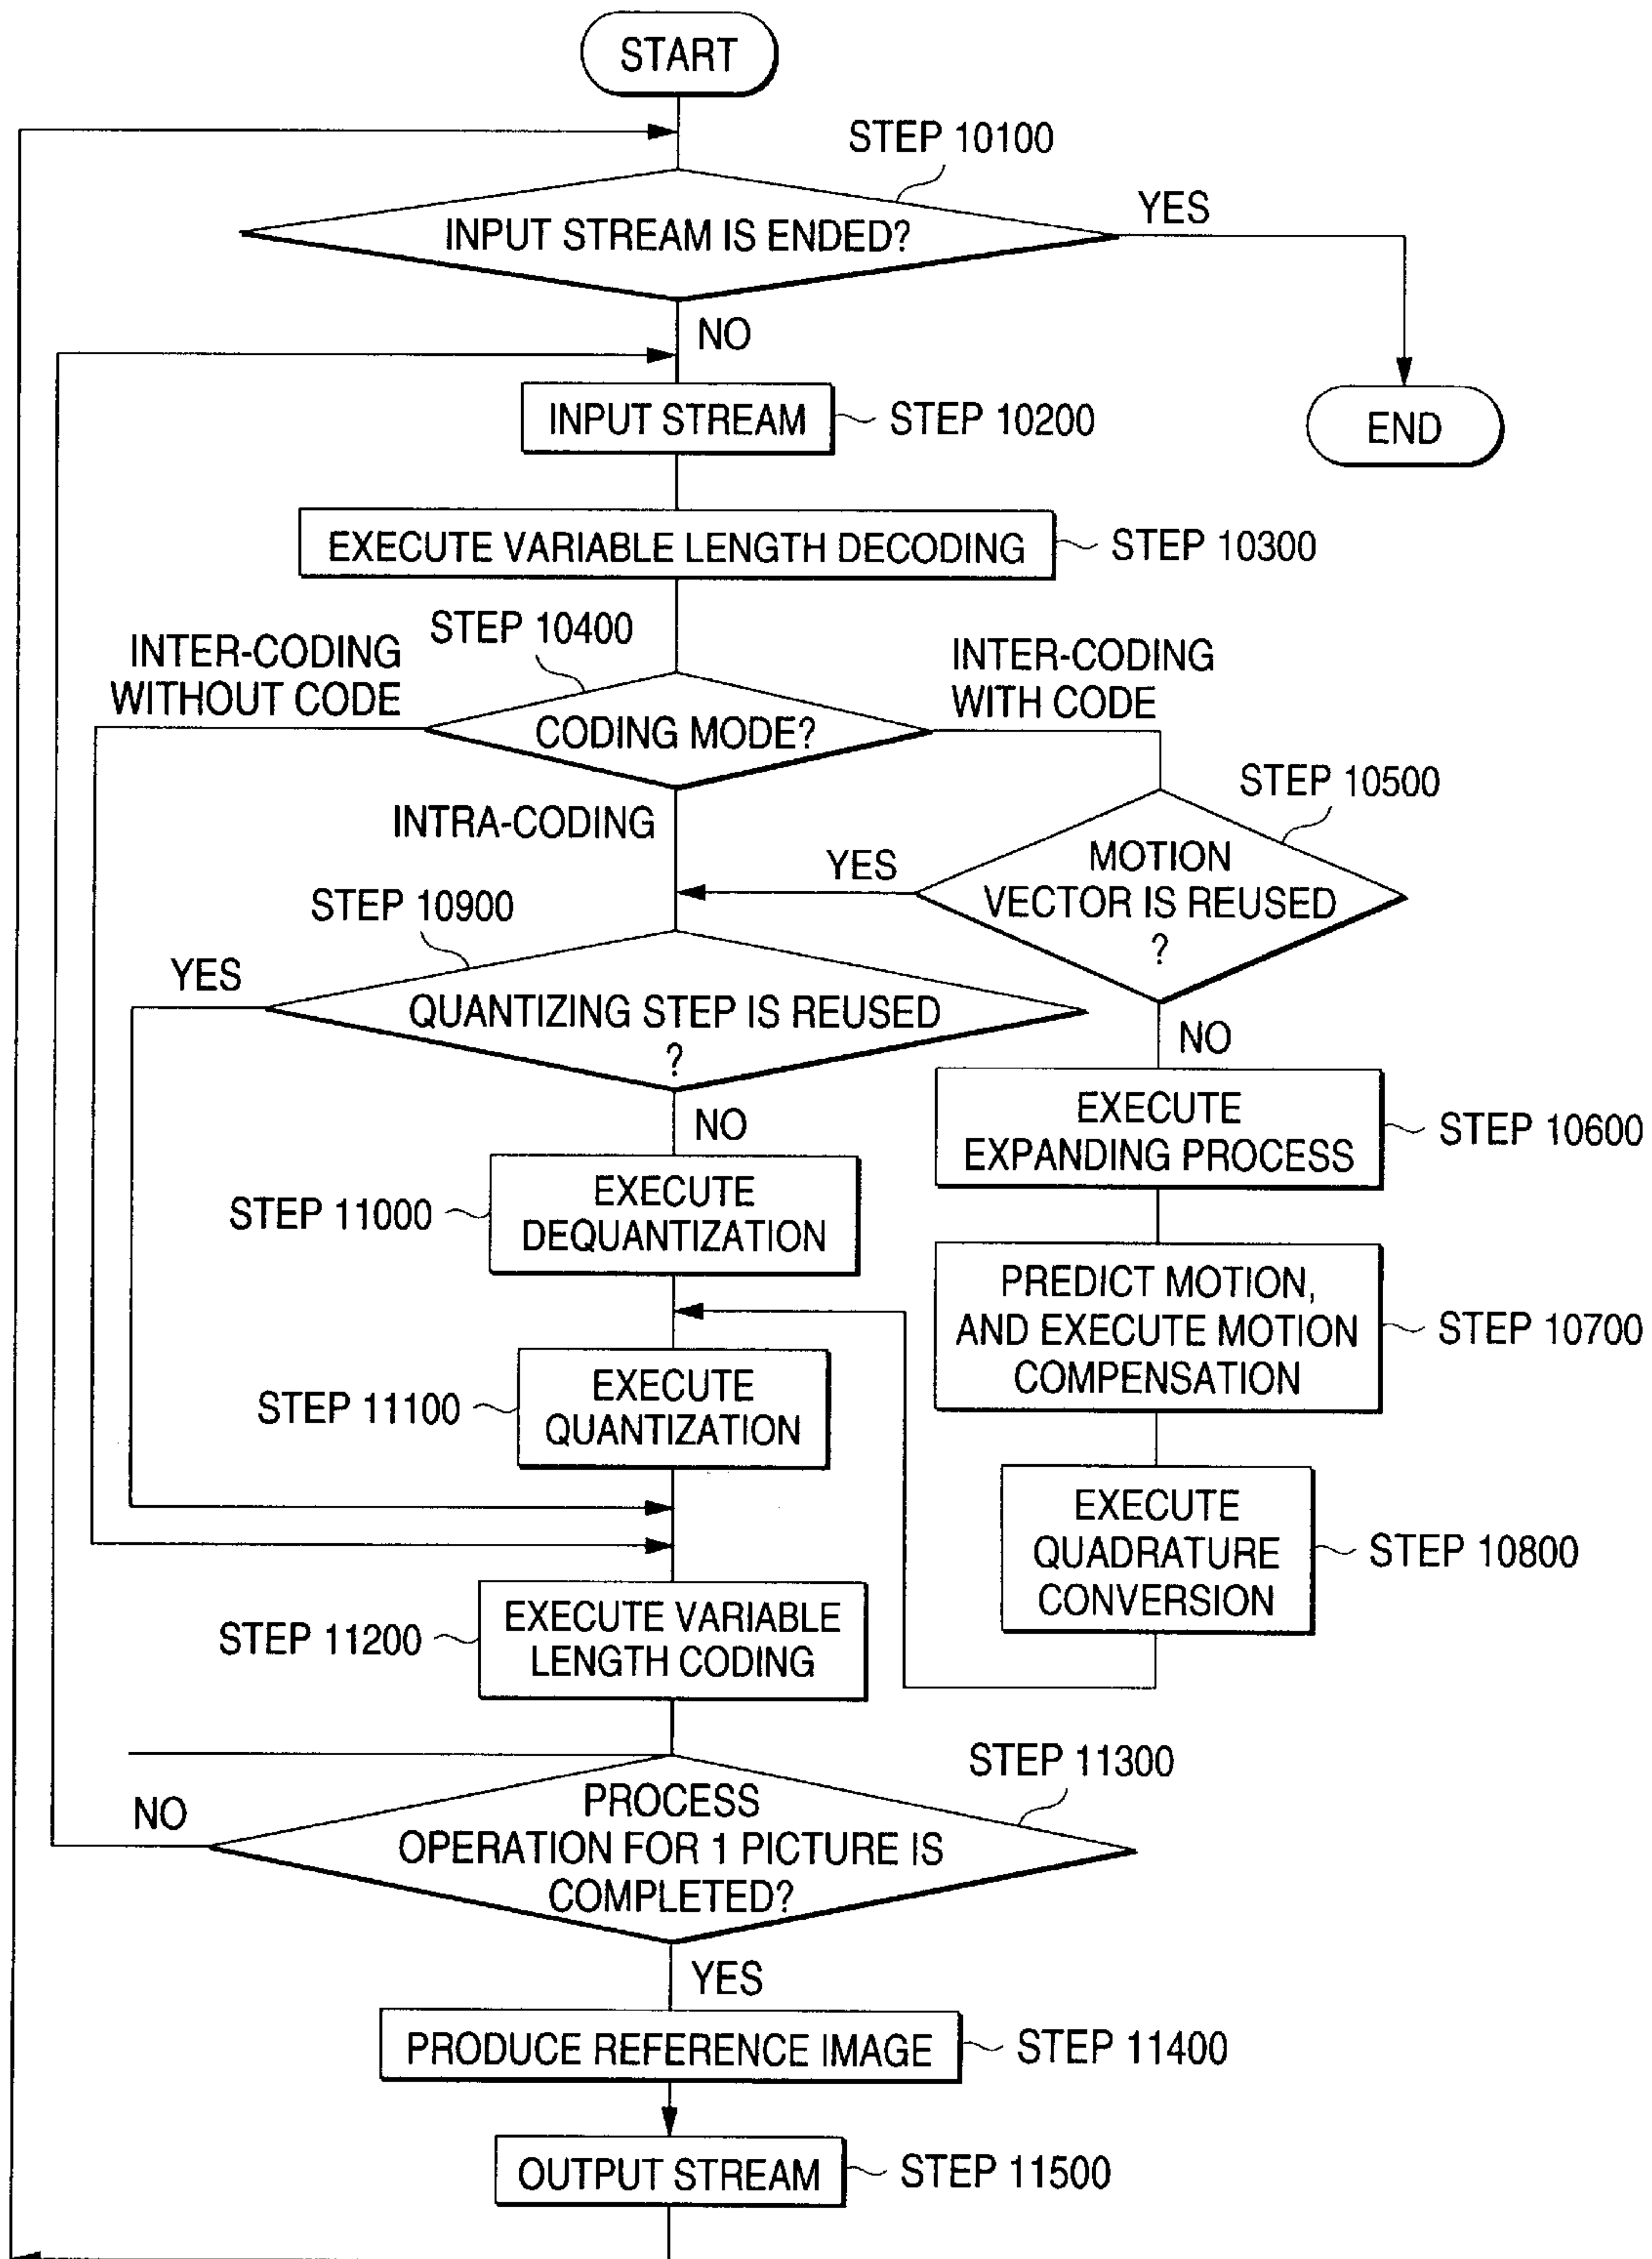 START
STEP 10100
INPUT STREAM IS ENDED?
YES
NO
INPUT STREAM
STEP 10200
END
EXECUTE VARIABLE LENGTH DECODING
STEP 10300
STEP 10400
INTER-CODING
WITHOUT CODE
INTER-CODING
WITH CODE
CODING MODE?
STEP 10500
INTRA-CODING
MOTION
VECTOR IS REUSED
?
YES
STEP 10900
YES
QUANTIZING STEP IS REUSED
?
NO
NO
EXECUTE
EXPANDING PROCESS
STEP 10600
EXECUTE
DEQUANTIZATION
STEP 11000
PREDICT MOTION,
AND EXECUTE MOTION
COMPENSATION
STEP 10700
EXECUTE
QUANTIZATION
STEP 11100
EXECUTE
QUADRATURE
CONVERSION
STEP 10800
EXECUTE VARIABLE
LENGTH CODING
STEP 11200
STEP 11300
PROCESS
OPERATION FOR 1 PICTURE IS
COMPLETED?
NO
YES
PRODUCE REFERENCE IMAGE
STEP 11400
OUTPUT STREAM
STEP 11500